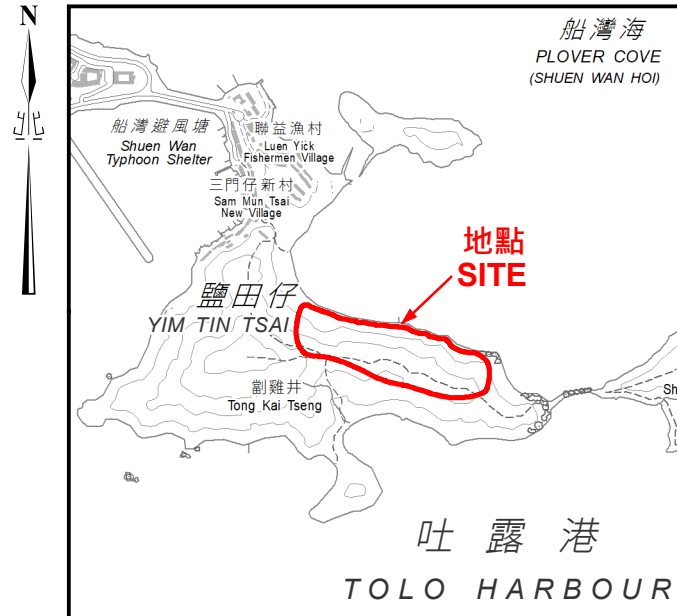 N
船灣海
PLOVER COVE
(SHUEN WAN HOI)
船灣避風塘
Shuen Wan
Typhoon Shelter
聯益漁村
Luen Yick
Fishermen Village
三門仔新村
Sam Mun Tsai
New Village
地點
SITE
鹽田仔
YIM TIN TSAI
劏雞井
Tong Kai Tseng
Sh
吐露港
TOLO HARBOUR